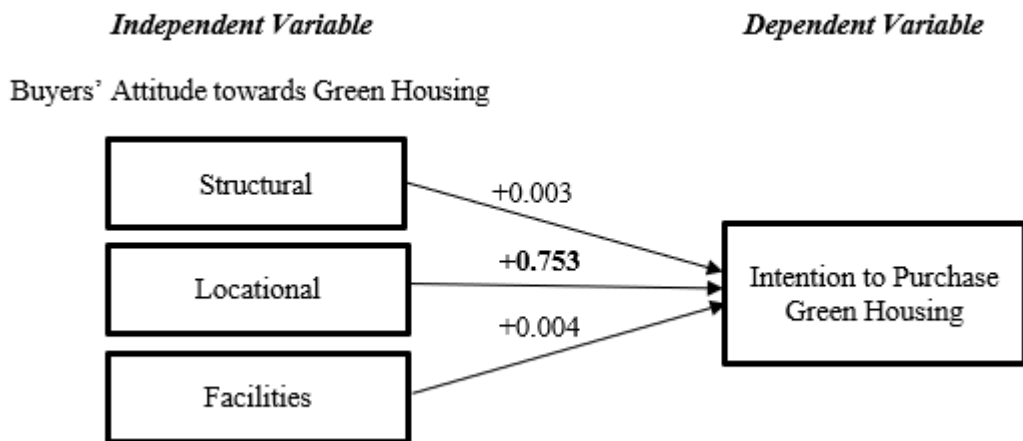 Independent Variable
Dependent Variable
Buyers’ Attitude towards Green Housing
Structural
+0.003
Locational
+0.753
Intention to Purchase
Green Housing
+0.004
Facilities